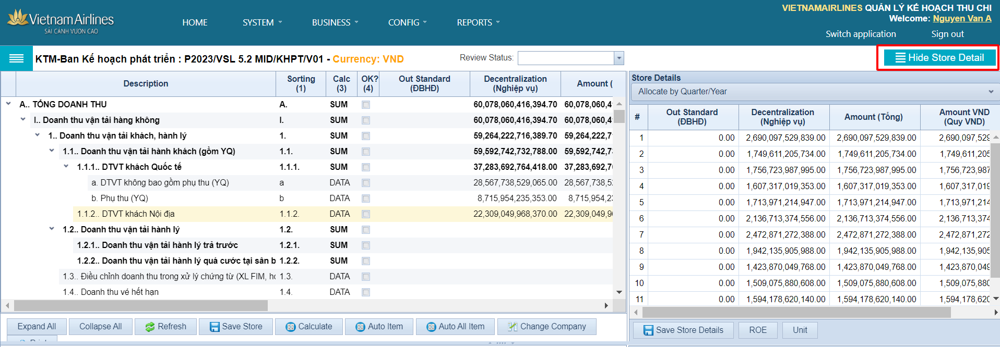 VietnamAirlines
SẢI CÁNH VƯƠN CAO
HOME SYSTEM BUSINESS CONFIG REPORTS
VIETNAMAIRLINES QUẢN LÝ KẾ HOẠCH THU CHI
Welcome: Nguyen Van A
Switch application Sign out
KTM-Ban Kế hoạch phát triển : P2023/VSL 5.2 MID/KHPT/V01 - Currency: VND
Review Status:
Hide Store Detail
Description Sorting (1) Calc (3) OK? (4) Out Standard (ĐBHĐ) Decentralization (Nghiệp vụ) Amount (
A.. TỔNG DOANH THU A. SUM 60,078,060,416,394.70 60,078,060,4
I.. Doanh thu vận tải hàng không I. SUM 60,078,060,416,394.70 60,078,060,4
1.. Doanh thu vận tải khách, hành lý 1. SUM 59,264,222,716,389.70 59,264,222,7
1.1.. Doanh thu vận tải hành khách (gồm YQ) 1.1. SUM 59,592,742,732,788.00 59,592,742,7
1.1.1.. DTVT khách Quốc tế 1.1.1. SUM 37,283,692,764,418.00 37,283,692,7
a. DTVT không bao gồm phụ thu (YQ) a DATA 28,567,738,529,065.00 28,567,738,5
b. Phụ thu (YQ) b DATA 8,715,954,235,353.00 8,715,954,2
1.1.2.. DTVT khách Nội địa 1.1.2. DATA 22,309,049,968,370.00 22,309,049,9
1.2.. Doanh thu vận tải hành lý 1.2. SUM
1.2.1.. Doanh thu vận tải hành lý trả trước 1.2.1. SUM
1.2.2.. Doanh thu vận tải hành lý quá cước tại sân b 1.2.2. SUM
1.3.. Điều chỉnh doanh thu trong xử lý chứng từ (XL FIM, h 1.3. DATA
1.4.. Doanh thu vé hết hạn 1.4. DATA
Expand All Collapse All Refresh Save Store Calculate Auto Item Auto All Item Change Company
Store Details
Allocate by Quarter/Year
# Out Standard (ĐBHĐ) Decentralization (Nghiệp vụ) Amount (Tổng) Amount VND (Quy VND)
1 0.00 2,690,097,529,839.00 2,690,097,529,839.00 2,690,097,529
2 0.00 1,749,611,205,734.00 1,749,611,205,734.00 1,749,611,205
3 0.00 1,756,723,987,995.00 1,756,723,987,995.00 1,756,723,987
4 0.00 1,607,317,019,353.00 1,607,317,019,353.00 1,607,317,019
5 0.00 1,713,971,214,947.00 1,713,971,214,947.00 1,713,971,214
6 0.00 2,136,713,374,556.00 2,136,713,374,556.00 2,136,713,374
7 0.00 2,472,871,272,388.00 2,472,871,272,388.00 2,472,871,272
8 0.00 1,942,135,905,988.00 1,942,135,905,988.00 1,942,135,905
9 0.00 1,423,870,049,768.00 1,423,870,049,768.00 1,423,870,049
10 0.00 1,509,075,880,608.00 1,509,075,880,608.00 1,509,075,880
11 0.00 1,594,178,620,140.00 1,594,178,620,140.00 1,594,178,620
Save Store Details ROE Unit